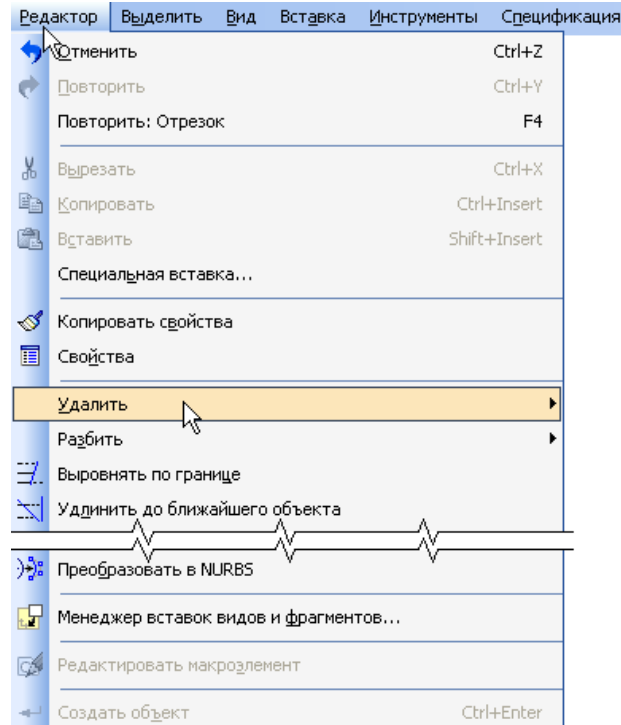 Редактор Выделить Вид Вставка Инструменты Спецификация
Отменить Ctrl+Z
Повторить Ctrl+Y
Повторить: Отрезок F4
Вырезать Ctrl+X
Копировать Ctrl+Insert
Вставить Shift+Insert
Специальная вставка...
Копировать свойства
Свойства
Удалить
Разбить
Выровнять по границе
Удлинить до ближайшего объекта
Преобразовать в NURBS
Менеджер вставок видов и фрагментов...
Редактировать макроэлемент
Создать объект Ctrl+Enter